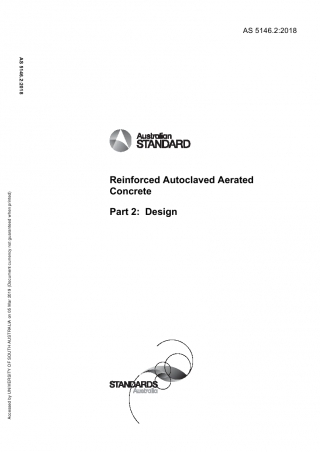 AS 5146.2:2018
AS 5146.2:2018
Australian
STANDARD
Reinforced Autoclaved Aerated
Concrete
Part 2: Design
Accessed by UNIVERSITY OF SOUTH AUSTRALIA on 05 Mar 2019 (Document currency not guaranteed when printed)
STANDARDS
Australia